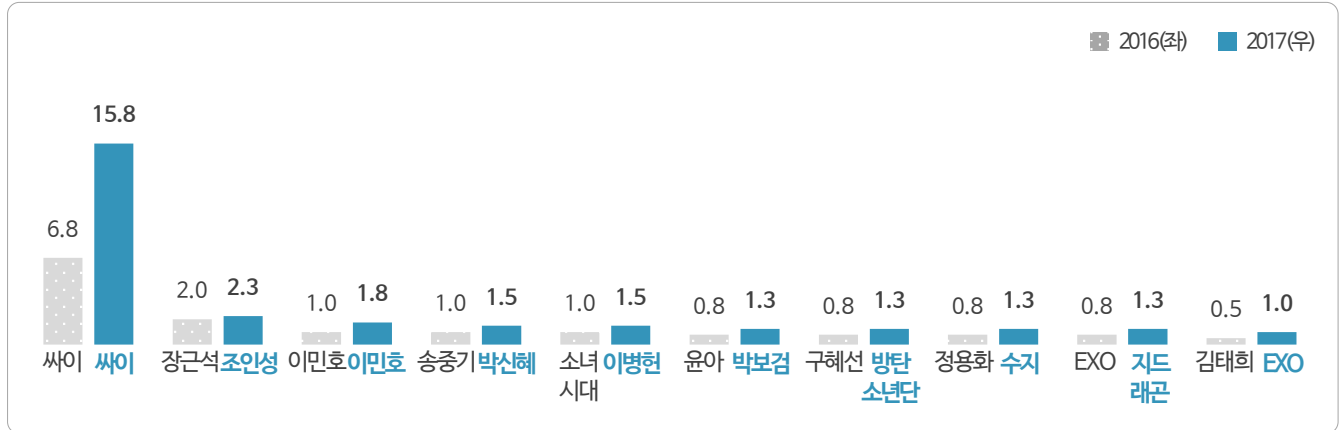 2016(좌) 2017(우)
15.8
6.8
2.0 2.3 1.0 1.8 1.0 1.5 1.0 1.5 0.8 1.3 0.8 1.3 0.8 1.3 0.8 1.3 0.5 1.0
싸이 싸이 장근석 조인성 이민호 이민호 송중기 박산혜 소녀 이병헌 윤아 박보검 구혜선 방탄 정용화 수지 EXO 지드 김태희 EXO
시대 소년단 래곤